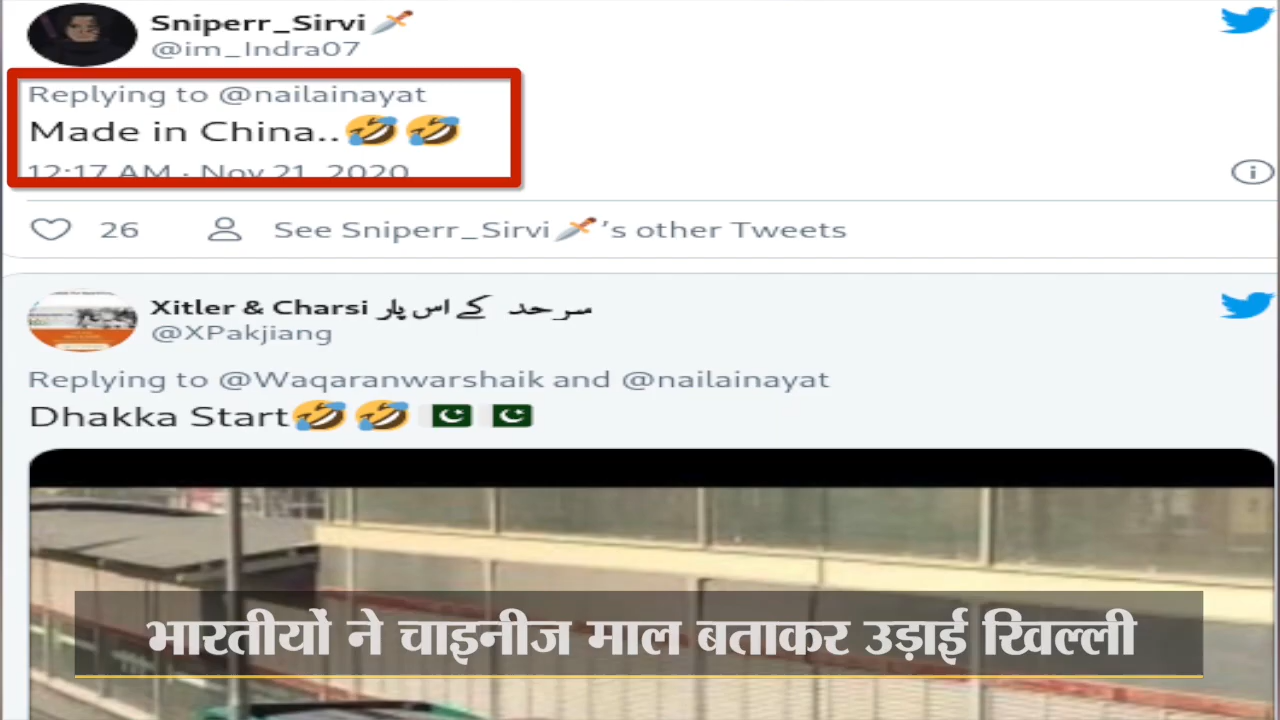 Sniperr_Sirvi🗡️
@im_Indra07
Replying to @nailainayat
Made in China..🤣🤣
12:17 AM · Nov 21, 2020
26 See Sniperr_Sirvi🗡️'s other Tweets
Xitler & Charsi سرحد کے اس پار
@XPakjiang
Replying to @Waqaranwarshaik and @nailainayat
Dhakka Start🤣🤣🇵🇰🇵🇰
भारतीयों ने चाइनीज माल बताकर उड़ाई खिल्ली